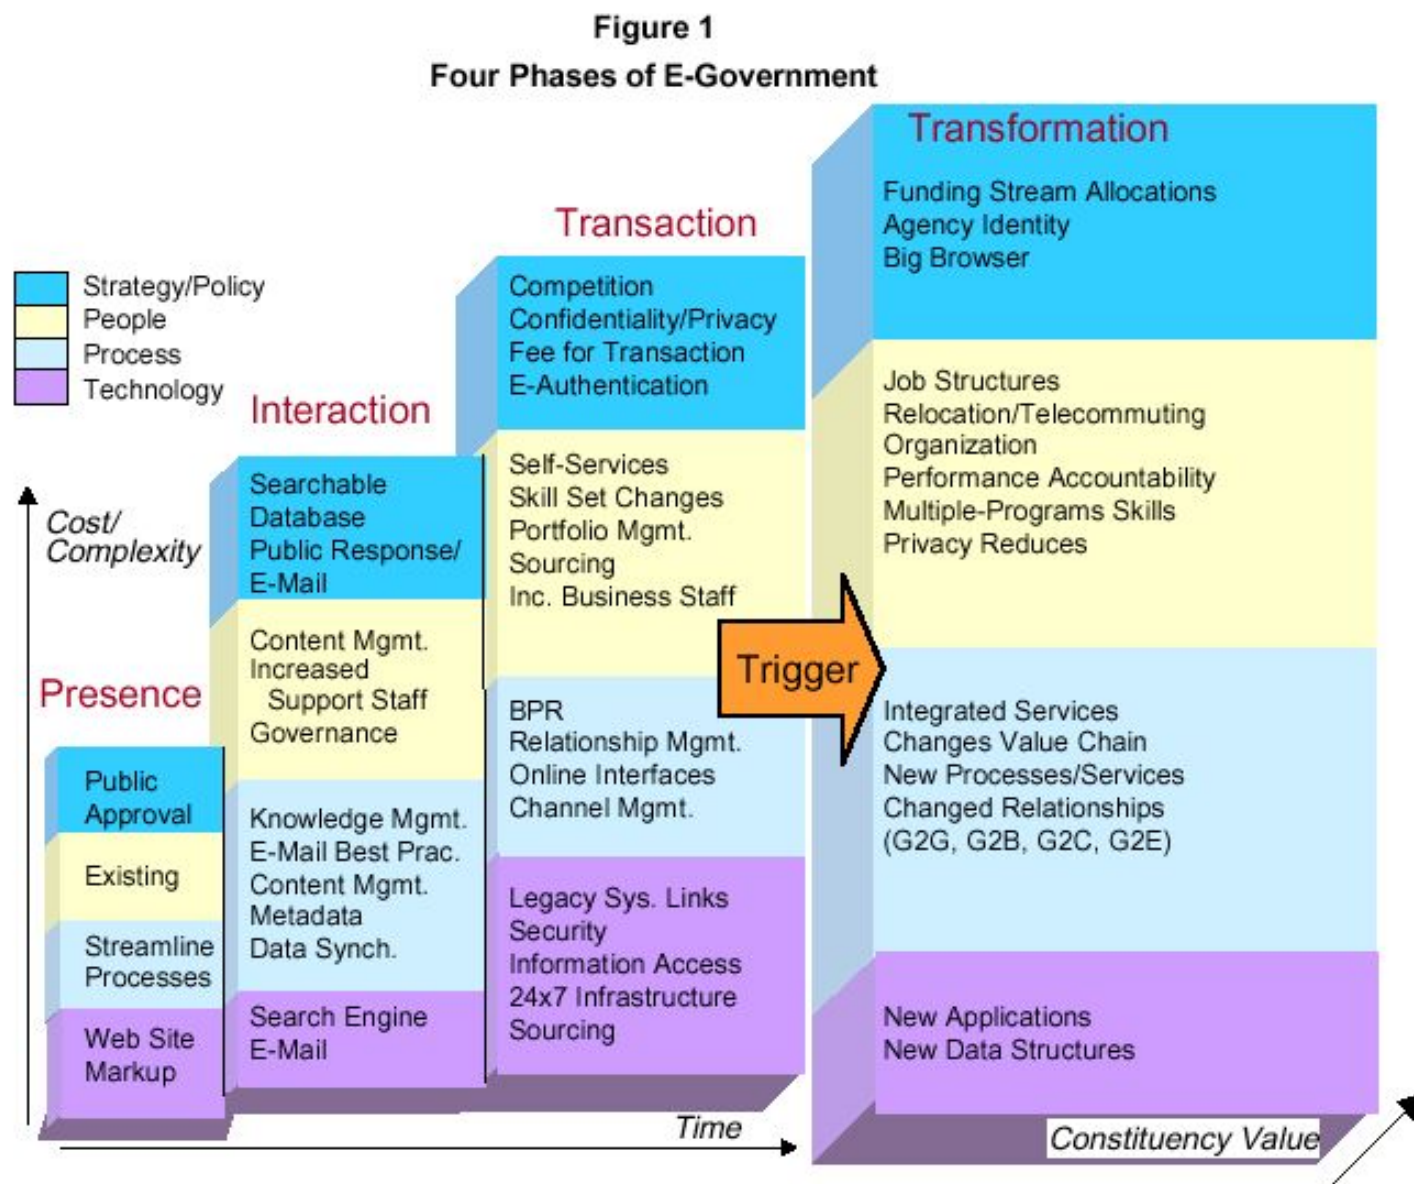 Figure 1
Four Phases of E-Government
Strategy/Policy
People
Process
Technology
Cost/
Complexity
Presence
Public
Approval
Existing
Streamline
Processes
Web Site
Markup
Interaction
Searchable
Database
Public Response/
E-Mail
Content Mgmt.
Increased
Support Staff
Governance
Knowledge Mgmt.
E-Mail Best Prac.
Content Mgmt.
Metadata
Data Synch.
Search Engine
E-Mail
Transaction
Competition
Confidentiality/Privacy
Fee for Transaction
E-Authentication
Self-Services
Skill Set Changes
Portfolio Mgmt.
Sourcing
Inc. Business Staff
BPR
Relationship Mgmt.
Online Interfaces
Channel Mgmt.
Legacy Sys. Links
Security
Information Access
24x7 Infrastructure
Sourcing
Trigger
Transformation
Funding Stream Allocations
Agency Identity
Big Browser
Job Structures
Relocation/Telecommuting
Organization
Performance Accountability
Multiple-Programs Skills
Privacy Reduces
Integrated Services
Changes Value Chain
New Processes/Services
Changed Relationships
(G2G, G2B, G2C, G2E)
New Applications
New Data Structures
Time
Constituency Value